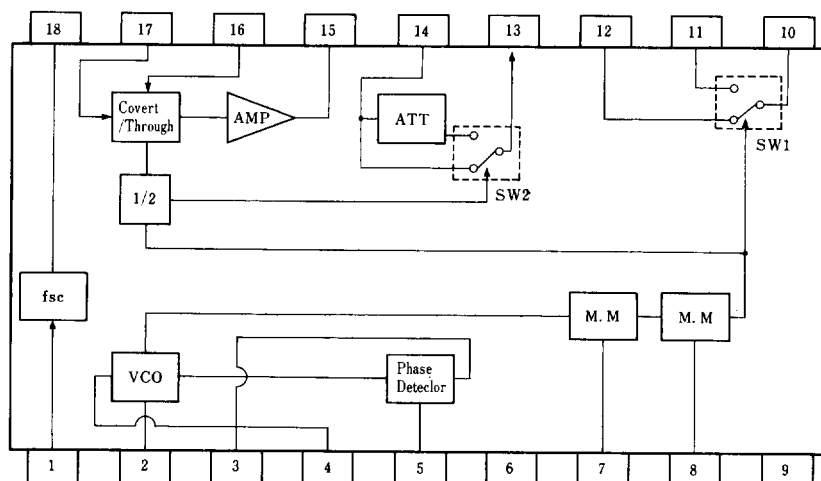 18 17 16 15 14 13 12 11 10
Covert
/Through
AMP
ATT
SW1
SW2
1/2
fsc
M.M
M.M
VCO
Phase
Deteclor
1 2 3 4 5 6 7 8 9